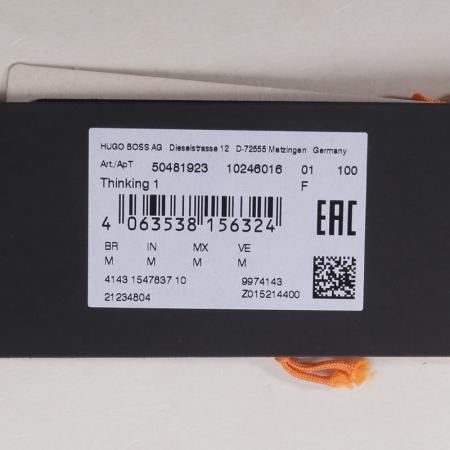 HUGO BOSS AG Dieselstrasse 12 D-72555 Metzingen Germany
Art./ApT 50481923 10246016 01 100
Thinking 1 F
4 063538 156324
EAC
BR IN MX VE
M M M M
4143 1547837 10 9974143
21234804 Z015214400